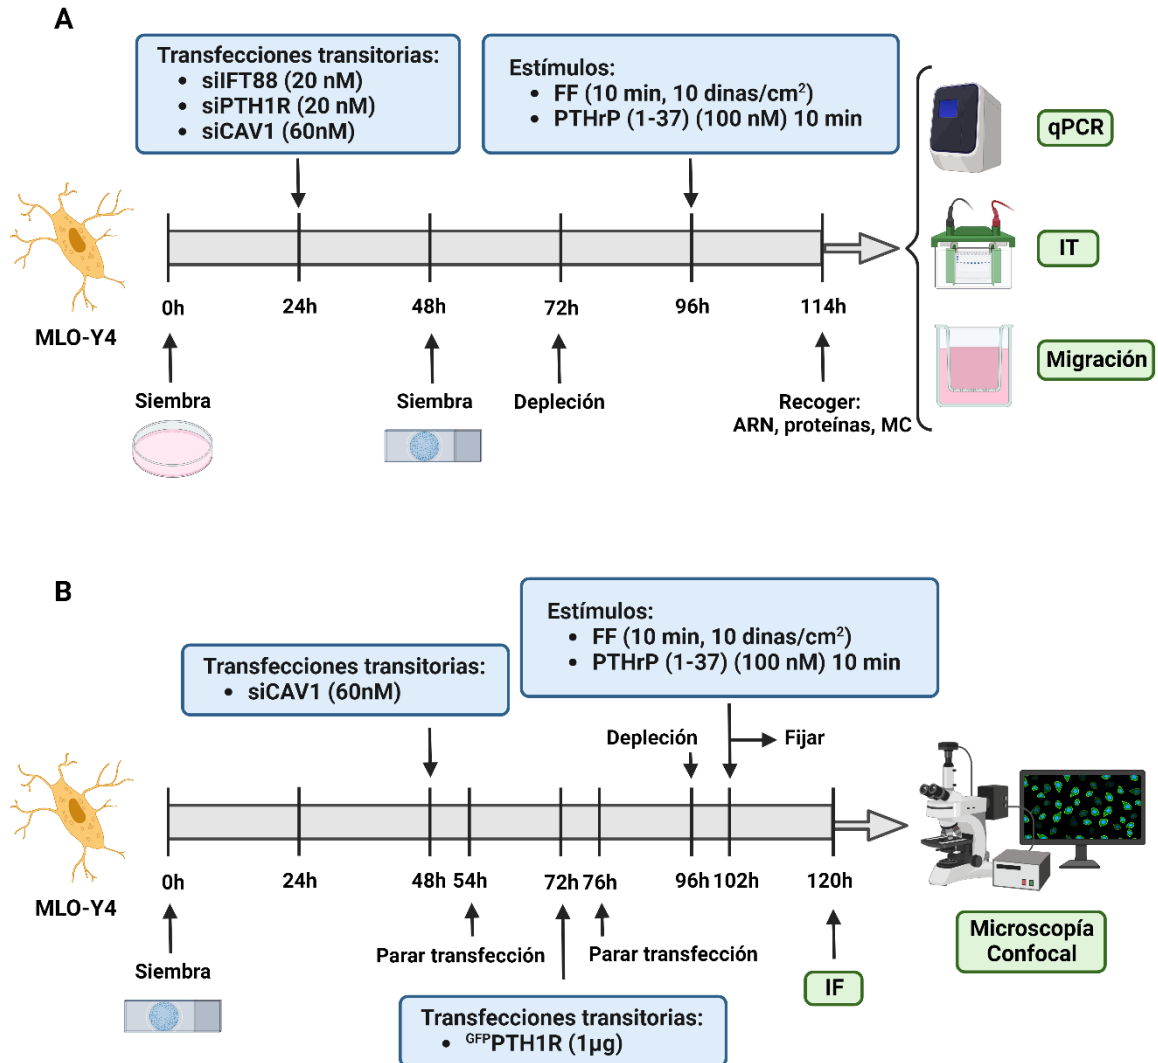 A
Transfecciones transitorias:
• siIFT88 (20 nM)
• siPTH1R (20 nM)
• siCAV1 (60nM)
Estímulos:
• FF (10 min, 10 dinas/cm²)
• PTHrP (1-37) (100 nM) 10 min
qPCR
IT
Migración
MLO-Y4
0h
24h
48h
72h
96h
114h
Siembra
Siembra
Depleción
Recoger:
ARN, proteínas, MC
B
Estímulos:
• FF (10 min, 10 dinas/cm²)
• PTHrP (1-37) (100 nM) 10 min
Transfecciones transitorias:
• siCAV1 (60nM)
Depleción
Fijar
MLO-Y4
0h
24h
48h
54h
72h
76h
96h
102h
120h
Siembra
Parar transfección
Parar transfección
IF
Microscopía
Confocal
Transfecciones transitorias:
• ᴳᶠᴾPTH1R (1µg)